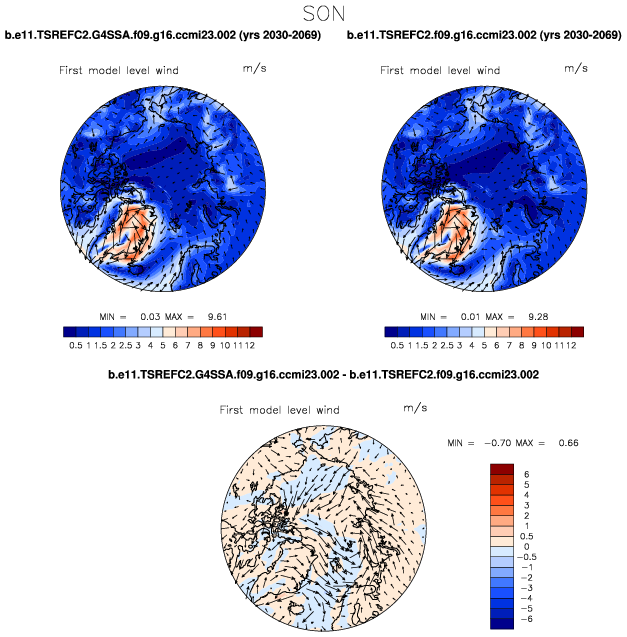 SON
b.e11.TSREFC2.G4SSA.f09.g16.ccmi23.002 (yrs 2030-2069) b.e11.TSREFC2.f09.g16.ccmi23.002 (yrs 2030-2069)
First model level wind m/s First model level wind m/s
MIN = 0.03 MAX = 9.61 MIN = 0.01 MAX = 9.28
0.5 1 1.5 2 2.5 3 4 5 6 7 8 9 10 11 12 0.5 1 1.5 2 2.5 3 4 5 6 7 8 9 10 11 12
b.e11.TSREFC2.G4SSA.f09.g16.ccmi23.002 - b.e11.TSREFC2.f09.g16.ccmi23.002
First model level wind m/s
MIN = -0.70 MAX = 0.66
6
5
4
3
2
1
0.5
0
-0.5
-1
-2
-3
-4
-5
-6